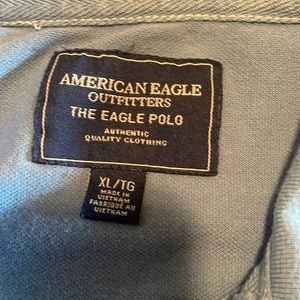 AMERICAN EAGLE
OUTFITTERS
THE EAGLE POLO
AUTHENTIC
QUALITY CLOTHING
XL/TG
MADE IN
VIETNAM
FABRIQUÉ AU
VIETNAM